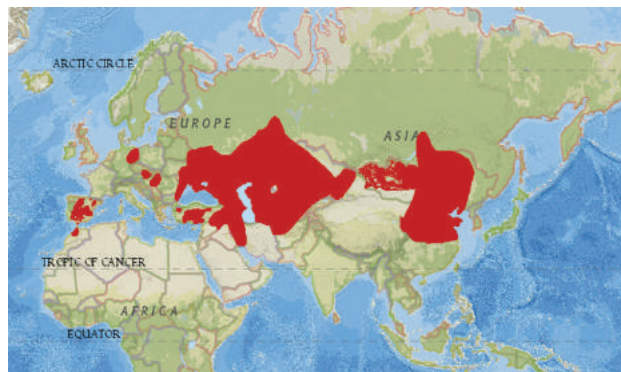 ARCTIC CIRCLE
EUROPE
ASIA
TROPIC OF CANCER
AFRICA
EQUATOR